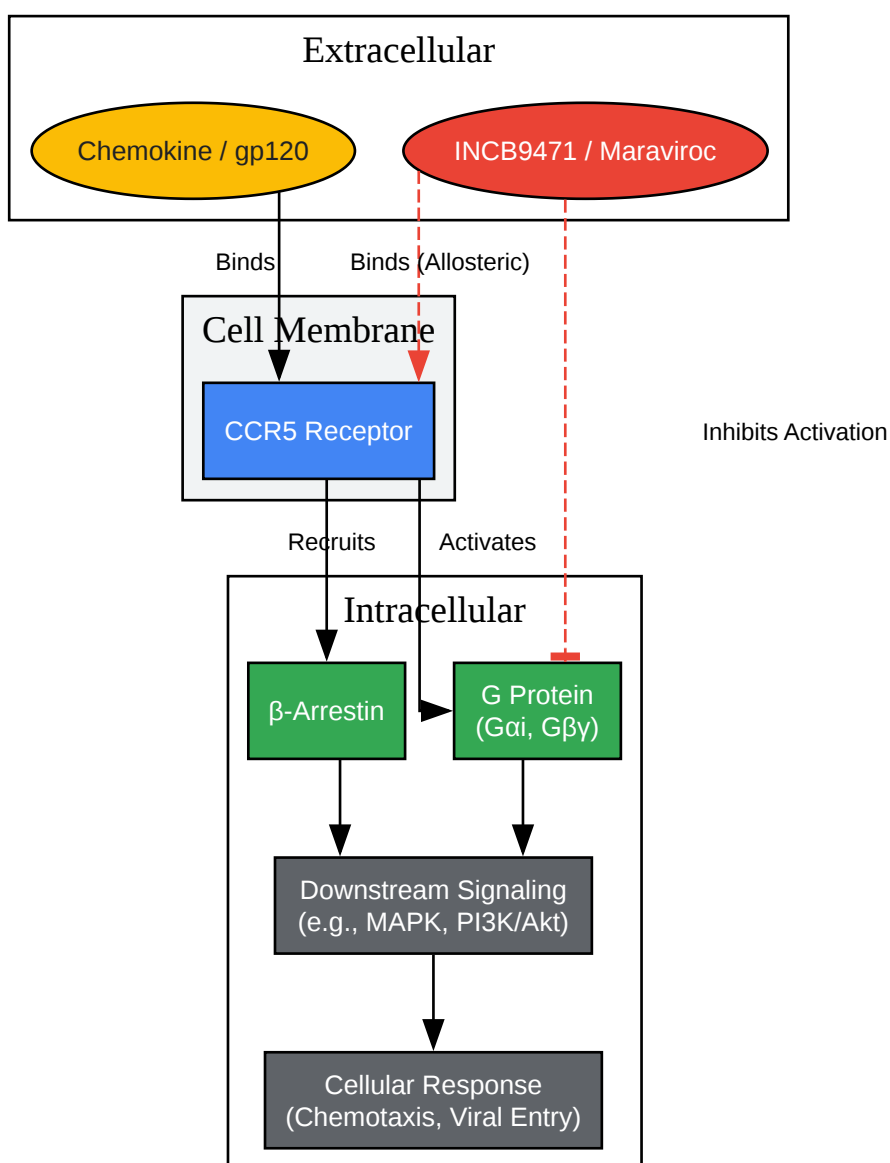 Extracellular
Chemokine / gp120
INCB9471 / Maraviroc
Binds
Binds (Allosteric)
Cell Membrane
CCR5 Receptor
Inhibits Activation
Recruits
Activates
Intracellular
β-Arrestin
G Protein
(Gαi, Gβγ)
Downstream Signaling
(e.g., MAPK, PI3K/Akt)
Cellular Response
(Chemotaxis, Viral Entry)